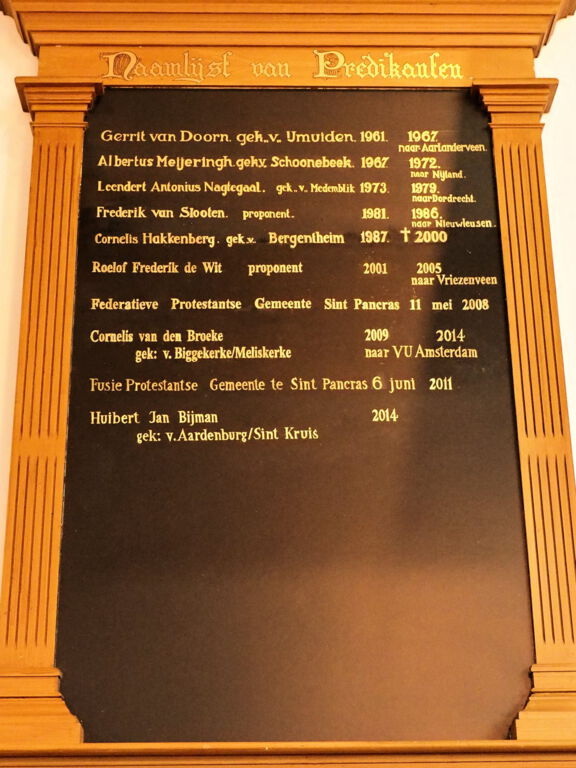 Naamlijst van Predikanten
Gerrit van Doorn. gek. v. Umuiden. 1961. 1967.
naar Aarlanderveen.
Albertus Meijeringh. gek. v. Schoonebeek. 1967. 1972.
naar Nijland.
Leendert Antonius Nagtegaal. gek. v. Medemblik 1973. 1979.
naar Dordrecht.
Frederik van Slooten. proponent. 1981. 1986.
naar Nieuwleusen.
Cornelis Hakkenberg. gek. v. Bergentheim 1987. † 2000
Roelof Frederik de Wit proponent 2001 2005
naar Vriezenveen
Federatieve Protestantse Gemeente Sint Pancras 11 mei 2008
Cornelis van den Broeke 2009 2014
gek: v. Biggekerke/Meliskerke naar VU Amsterdam
Fusie Protestantse Gemeente te Sint Pancras 6 juni 2011
Huibert Jan Bijman 2014
gek: v. Aardenburg/Sint Kruis